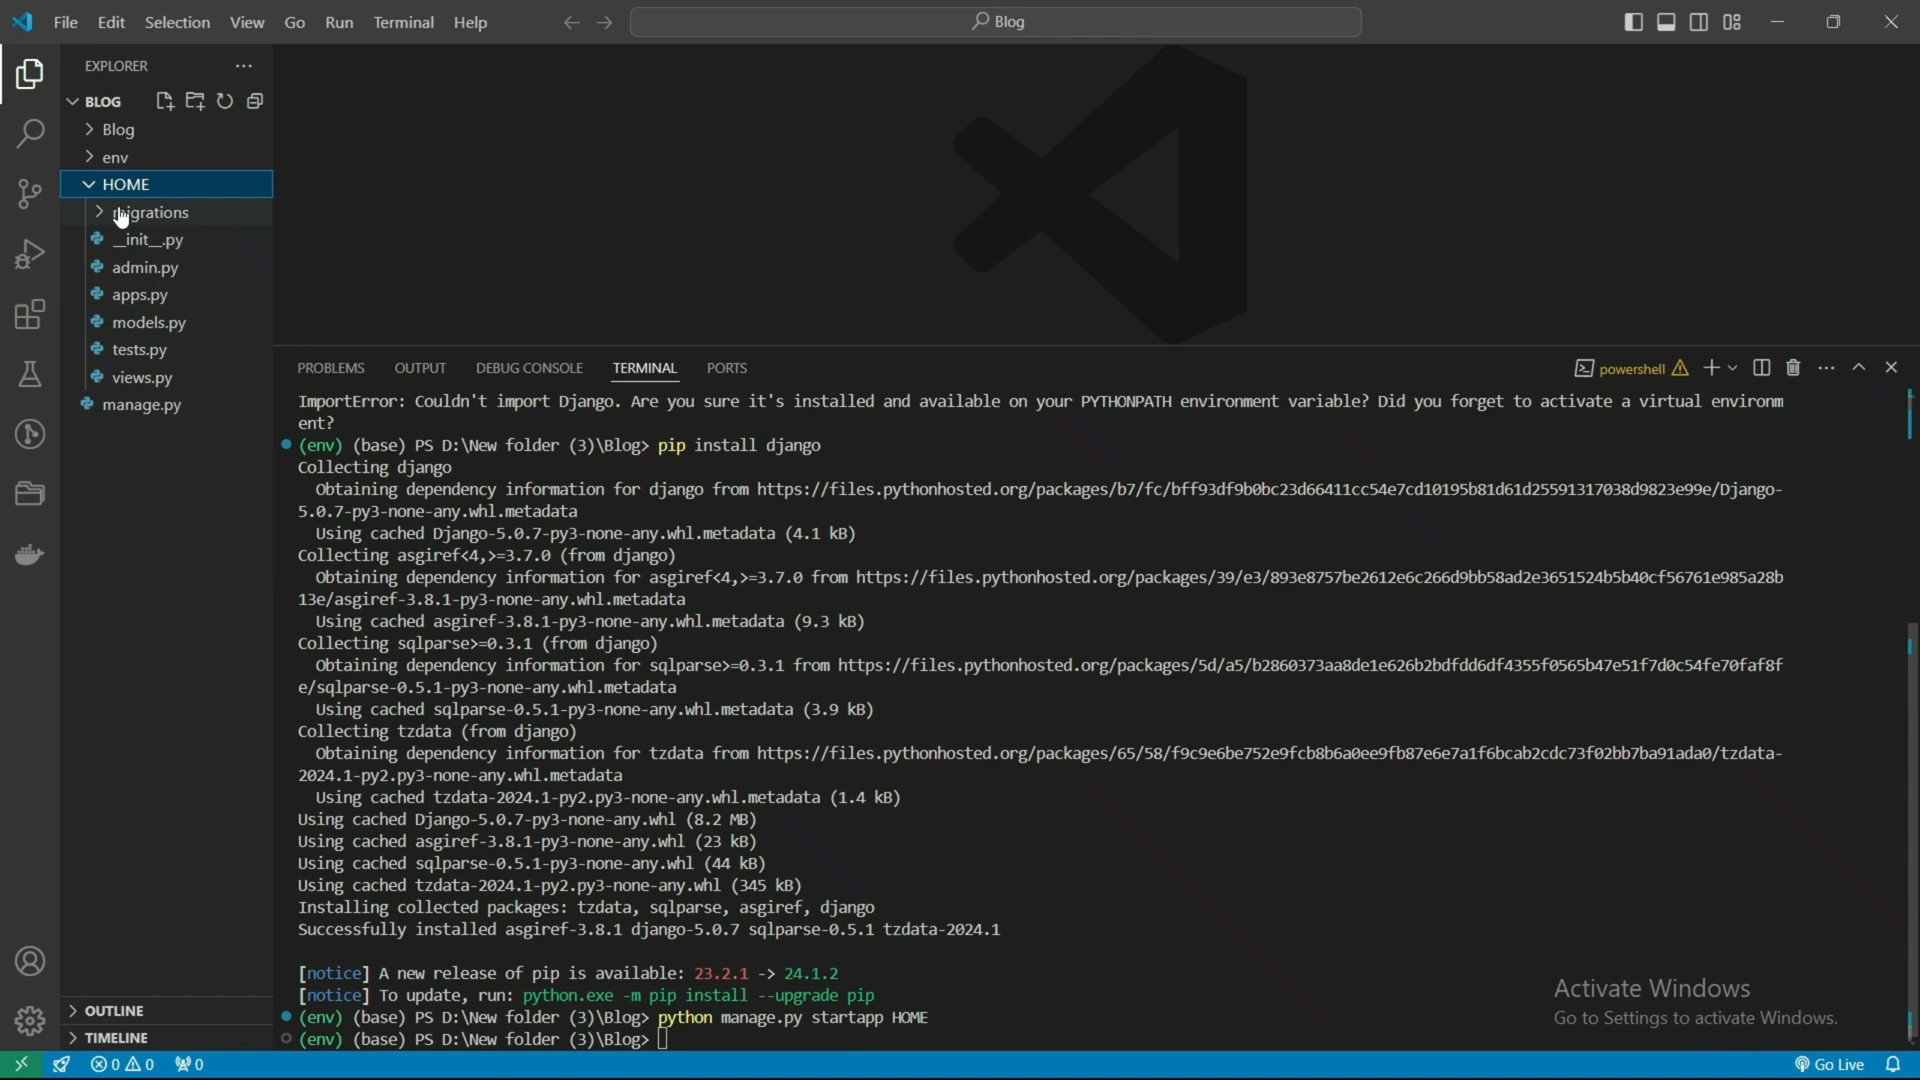 File Edit Selection View Go Run Terminal Help
Blog
EXPLORER
BLOG
Blog
env
HOME
migrations
__init__.py
admin.py
apps.py
models.py
tests.py
views.py
manage.py
OUTLINE
TIMELINE
PROBLEMS OUTPUT DEBUG CONSOLE TERMINAL PORTS
powershell
ImportError: Couldn't import Django. Are you sure it's installed and available on your PYTHONPATH environment variable? Did you forget to activate a virtual environm
ent?
(env) (base) PS D:\New folder (3)\Blog> pip install django
Collecting django
Obtaining dependency information for django from https://files.pythonhosted.org/packages/b7/fc/bff93df9b0bc23d66411cc54e7cd10195b81d61d25591317038d9823e99e/Django-
5.0.7-py3-none-any.whl.metadata
Using cached Django-5.0.7-py3-none-any.whl.metadata (4.1 kB)
Collecting asgiref<4,>=3.7.0 (from django)
Obtaining dependency information for asgiref<4,>=3.7.0 from https://files.pythonhosted.org/packages/39/e3/893e8757be2612e6c266d9bb58ad2e3651524b5b40cf56761e985a28b
13e/asgiref-3.8.1-py3-none-any.whl.metadata
Using cached asgiref-3.8.1-py3-none-any.whl.metadata (9.3 kB)
Collecting sqlparse>=0.3.1 (from django)
Obtaining dependency information for sqlparse>=0.3.1 from https://files.pythonhosted.org/packages/5d/a5/b2860373aa8de1e626b2bdfdd6df4355f0565b47e51f7d0c54fe70faf8f
e/sqlparse-0.5.1-py3-none-any.whl.metadata
Using cached sqlparse-0.5.1-py3-none-any.whl.metadata (3.9 kB)
Collecting tzdata (from django)
Obtaining dependency information for tzdata from https://files.pythonhosted.org/packages/65/58/f9c9e6be752e9fcb8b6a0ee9fb87e6e7a1f6bcab2cdc73f02bb7ba91ada0/tzdata-
2024.1-py2.py3-none-any.whl.metadata
Using cached tzdata-2024.1-py2.py3-none-any.whl.metadata (1.4 kB)
Using cached Django-5.0.7-py3-none-any.whl (8.2 MB)
Using cached asgiref-3.8.1-py3-none-any.whl (23 kB)
Using cached sqlparse-0.5.1-py3-none-any.whl (44 kB)
Using cached tzdata-2024.1-py2.py3-none-any.whl (345 kB)
Installing collected packages: tzdata, sqlparse, asgiref, django
Successfully installed asgiref-3.8.1 django-5.0.7 sqlparse-0.5.1 tzdata-2024.1
[notice] A new release of pip is available: 23.2.1 -> 24.1.2
[notice] To update, run: python.exe -m pip install --upgrade pip
(env) (base) PS D:\New folder (3)\Blog> python manage.py startapp HOME
(env) (base) PS D:\New folder (3)\Blog>
Activate Windows
Go to Settings to activate Windows.
0 0 0
Go Live